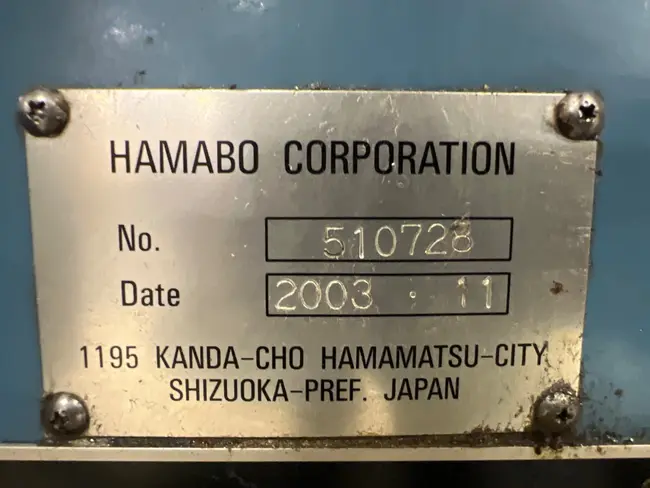 HAMABO CORPORATION
No. 510728
Date 2003 . 11
1195 KANDA-CHO HAMAMATSU-CITY
SHIZUOKA-PREF. JAPAN